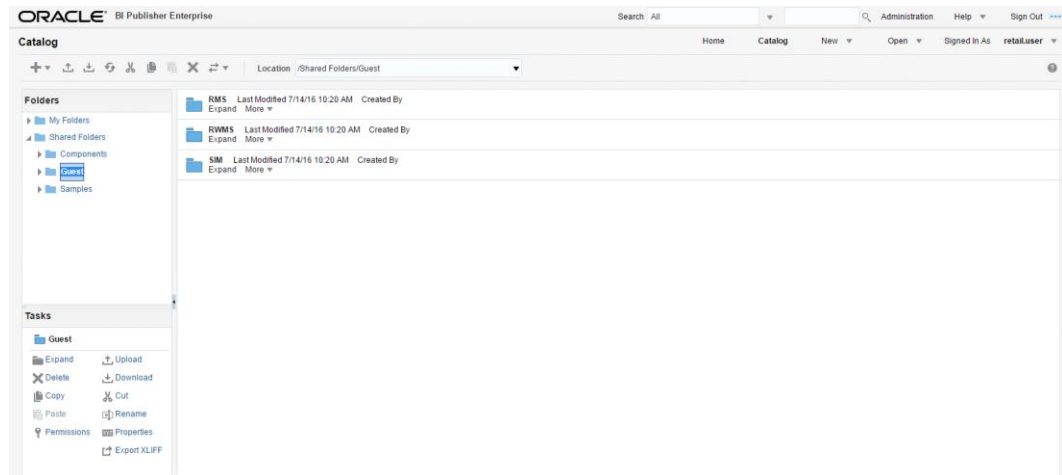 ORACLE BI Publisher Enterprise Search All Administration Help Sign Out
Catalog Home Catalog New Open Signed In As retail.user
Location /Shared Folders/Guest
Folders
My Folders
Shared Folders
Components
Guest
Samples
RMS Last Modified 7/14/16 10:20 AM Created By
Expand More
RWMS Last Modified 7/14/16 10:20 AM Created By
Expand More
SIM Last Modified 7/14/16 10:20 AM Created By
Expand More
Tasks
Guest
Expand Upload
Delete Download
Copy Cut
Paste Rename
Permissions Properties
Export XLIFF